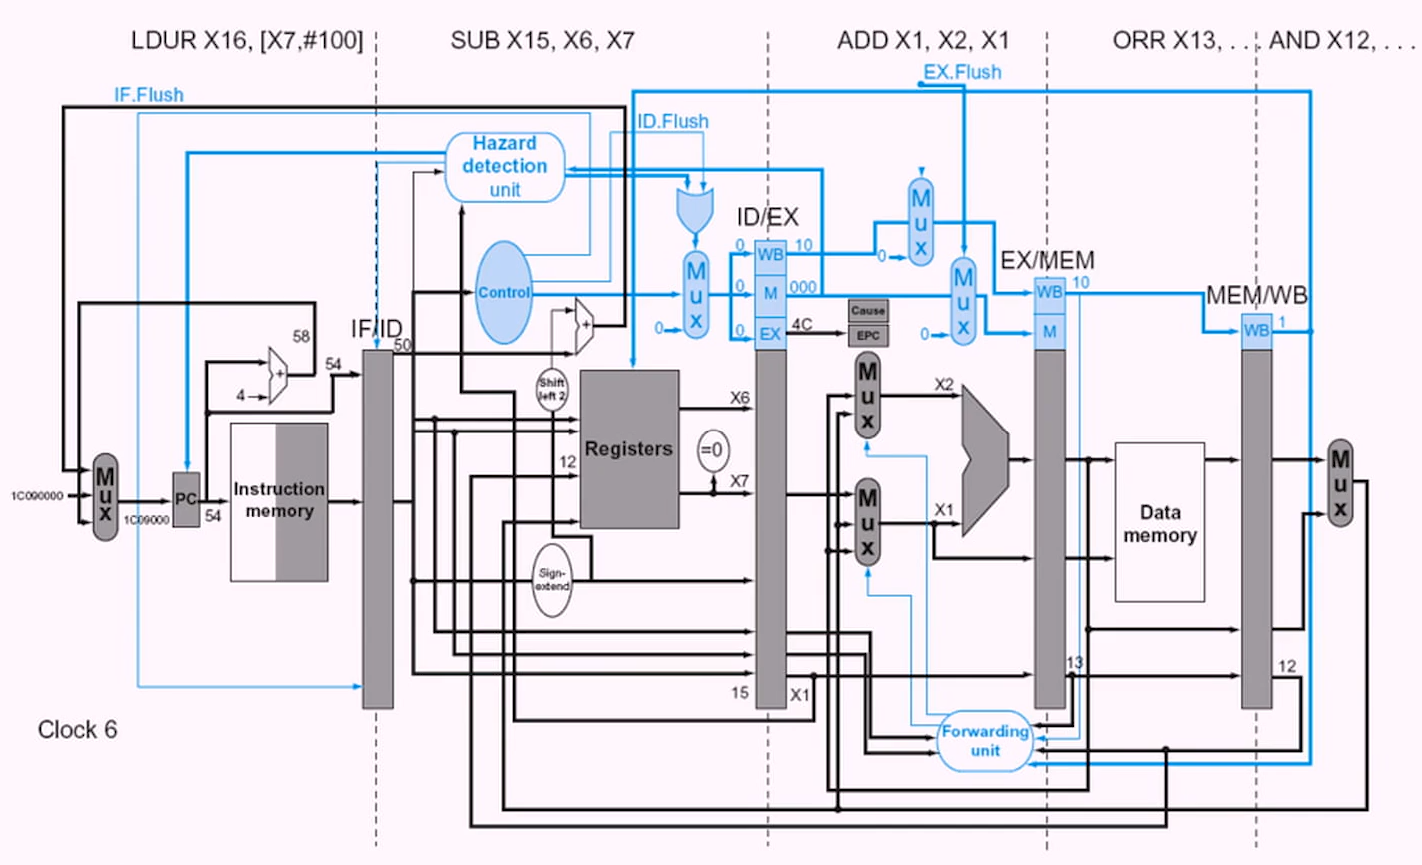 LDUR X16, [X7,#100]
SUB X15, X6, X7
ADD X1, X2, X1
ORR X13, . . .
AND X12, . . .
EX.Flush
IF.Flush
ID.Flush
Hazard
detection
unit
ID/EX
Mux
0
Control
Mux
0
0
0
0
WB
M
EX
10
000
4C
Mux
0
Cause
EPC
EX/MEM
WB
M
10
MEM/WB
WB
1
IF/ID
50
58
54
4
+
+
Shift
left 2
Mux
1C090000
1C09000
PC
54
Instruction
memory
Registers
12
X6
=0
X7
Mux
Mux
X2
X1
Data
memory
Mux
Sign-
extend
15
X1
13
12
Clock 6
Forwarding
unit